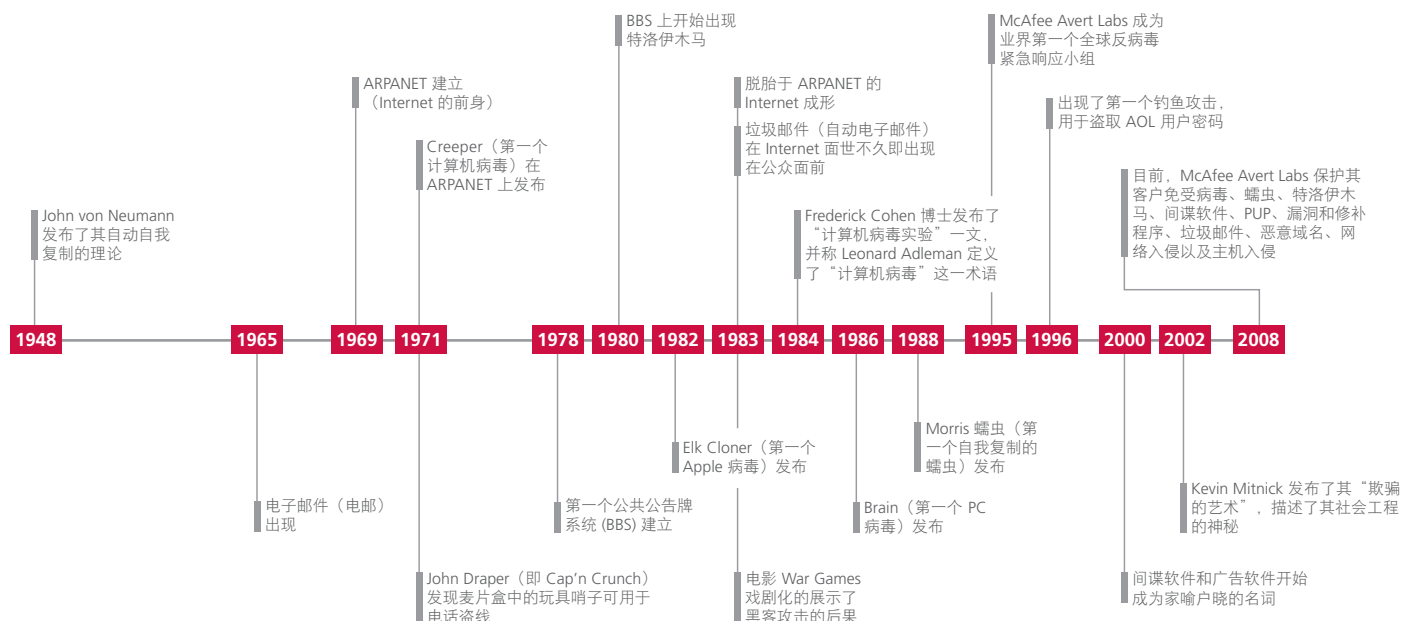 BBS 上开始出现
特洛伊木马
McAfee Avert Labs 成为
业界第一个全球反病毒
紧急响应小组
ARPANET 建立
（Internet 的前身）
脱胎于 ARPANET 的
Internet 成形
出现了第一个钓鱼攻击，
用于盗取 AOL 用户密码
垃圾邮件（自动电子邮件）
在 Internet 面世不久即出现
在公众面前
Creeper（第一个
计算机病毒）在
ARPANET 上发布
目前，McAfee Avert Labs 保护其
客户免受病毒、蠕虫、特洛伊木
马、间谍软件、PUP、漏洞和修补
程序、垃圾邮件、恶意域名、网
络入侵以及主机入侵
John von Neumann
发布了其自动自我
复制的理论
Frederick Cohen 博士发布了
“计算机病毒实验”一文，
并称 Leonard Adleman 定义
了“计算机病毒”这一术语
1948 1965 1969 1971 1978 1980 1982 1983 1984 1986 1988 1995 1996 2000 2002 2008
Elk Cloner（第一个
Apple 病毒）发布
Morris 蠕虫（第
一个自我复制的
蠕虫）发布
电子邮件（电邮）
出现
第一个公共公告牌
系统 (BBS) 建立
Brain（第一个 PC
病毒）发布
Kevin Mitnick 发布了其“欺骗
的艺术”，描述了其社会工程
的神秘
John Draper（即 Cap’n Crunch）
发现麦片盒中的玩具哨子可用于
电话盗线
电影 War Games
戏剧化的展示了
黑客攻击的后果
间谍软件和广告软件开始
成为家喻户晓的名词